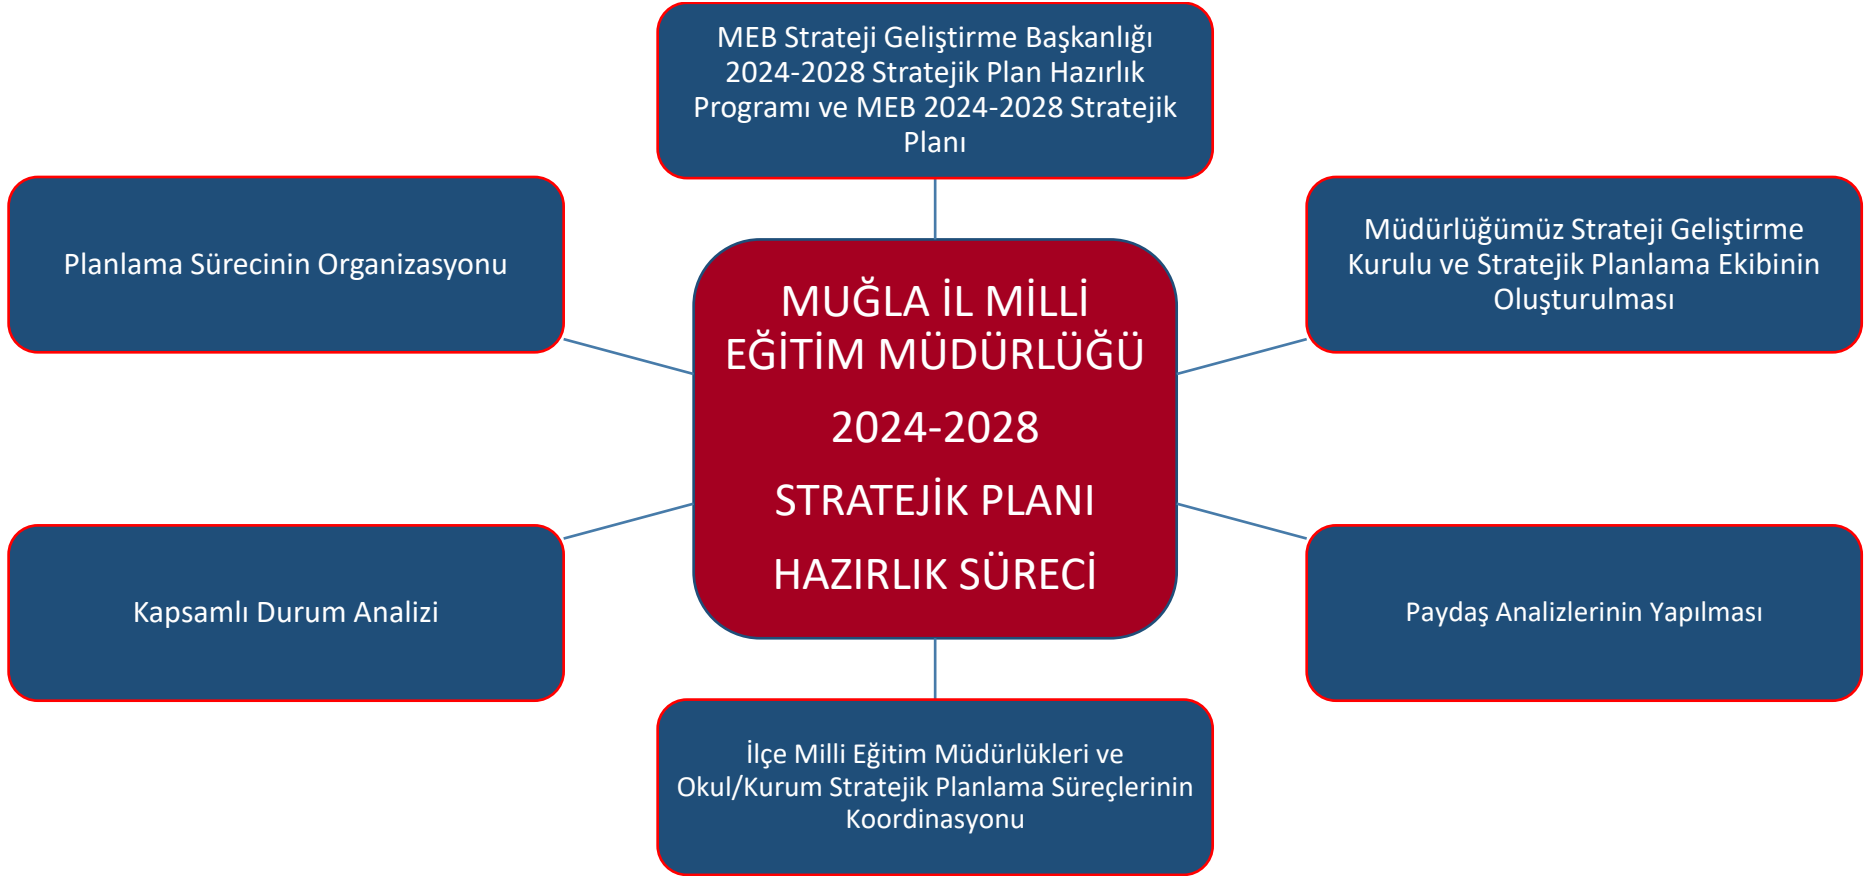 MEB Strateji Geliştirme Başkanlığı
2024-2028 Stratejik Plan Hazırlık
Programı ve MEB 2024-2028 Stratejik
Planı
Planlama Sürecinin Organizasyonu
Müdürlüğümüz Strateji Geliştirme
Kurulu ve Stratejik Planlama Ekibinin
Oluşturulması
MUĞLA İL MİLLİ
EĞİTİM MÜDÜRLÜĞÜ
2024-2028
STRATEJİK PLANI
HAZIRLIK SÜRECİ
Kapsamlı Durum Analizi
Paydaş Analizlerinin Yapılması
İlçe Milli Eğitim Müdürlükleri ve
Okul/Kurum Stratejik Planlama Süreçlerinin
Koordinasyonu